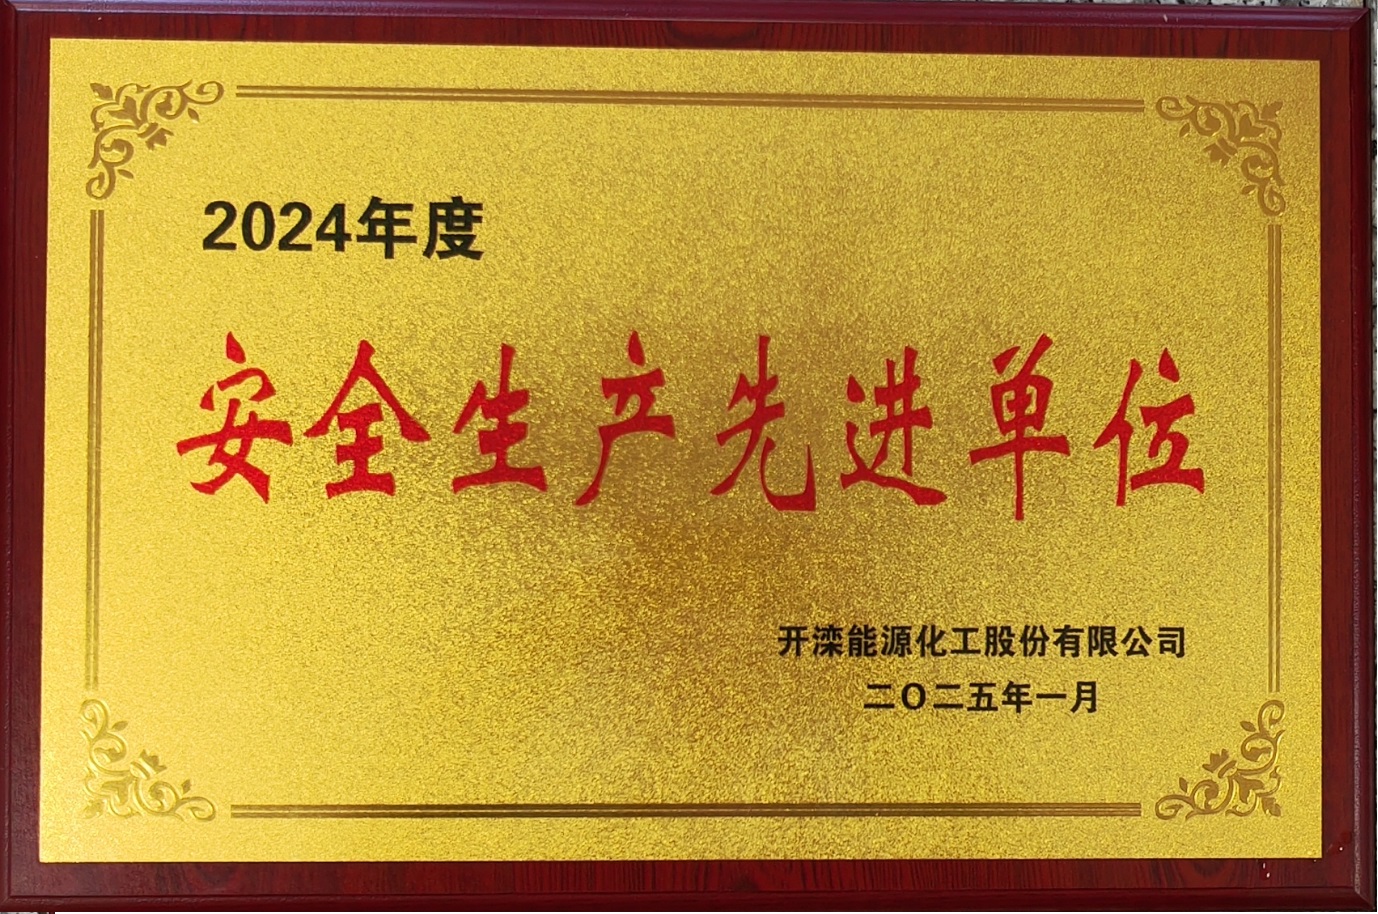 2024年度
安全生产先进单位
开滦能源化工股份有限公司
二O二五年一月